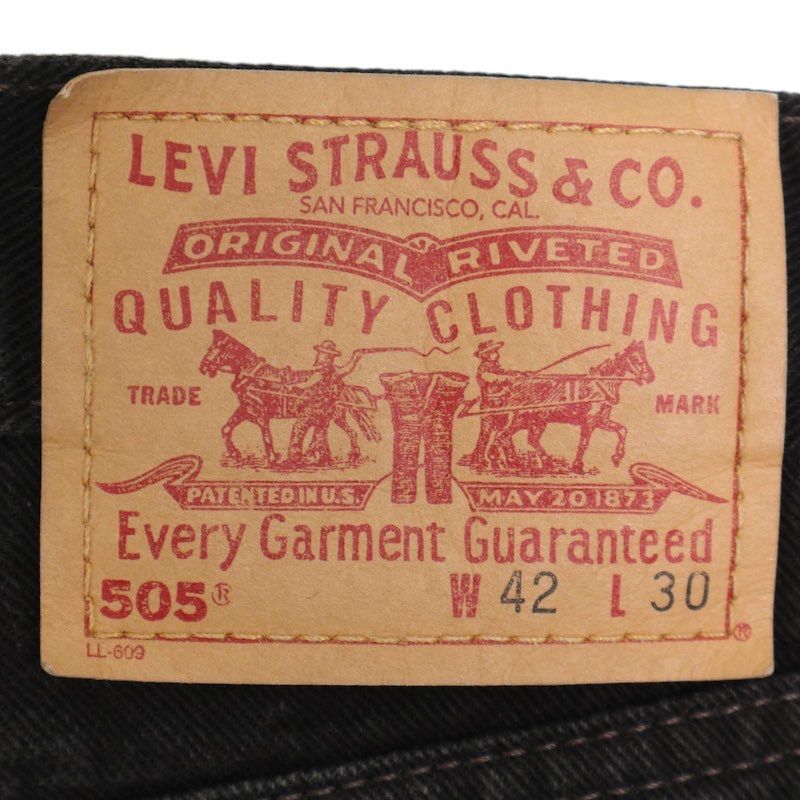 LEVI STRAUSS & CO.
SAN FRANCISCO, CAL.
ORIGINAL RIVETED
QUALITY CLOTHING
TRADE MARK
PATENTED IN U.S. MAY 20 1873
Every Garment Guaranteed
505® W 42 L 30
®
LL-609